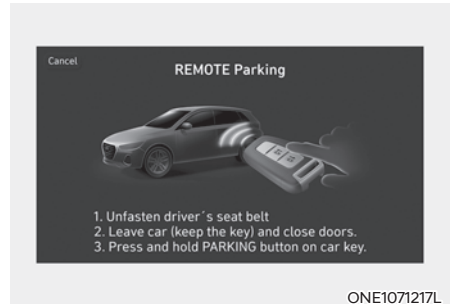 Cancel
REMOTE Parking
1. Unfasten driver´s seat belt
2. Leave car (keep the key) and close doors.
3. Press and hold PARKING button on car key.
ONE1071217L